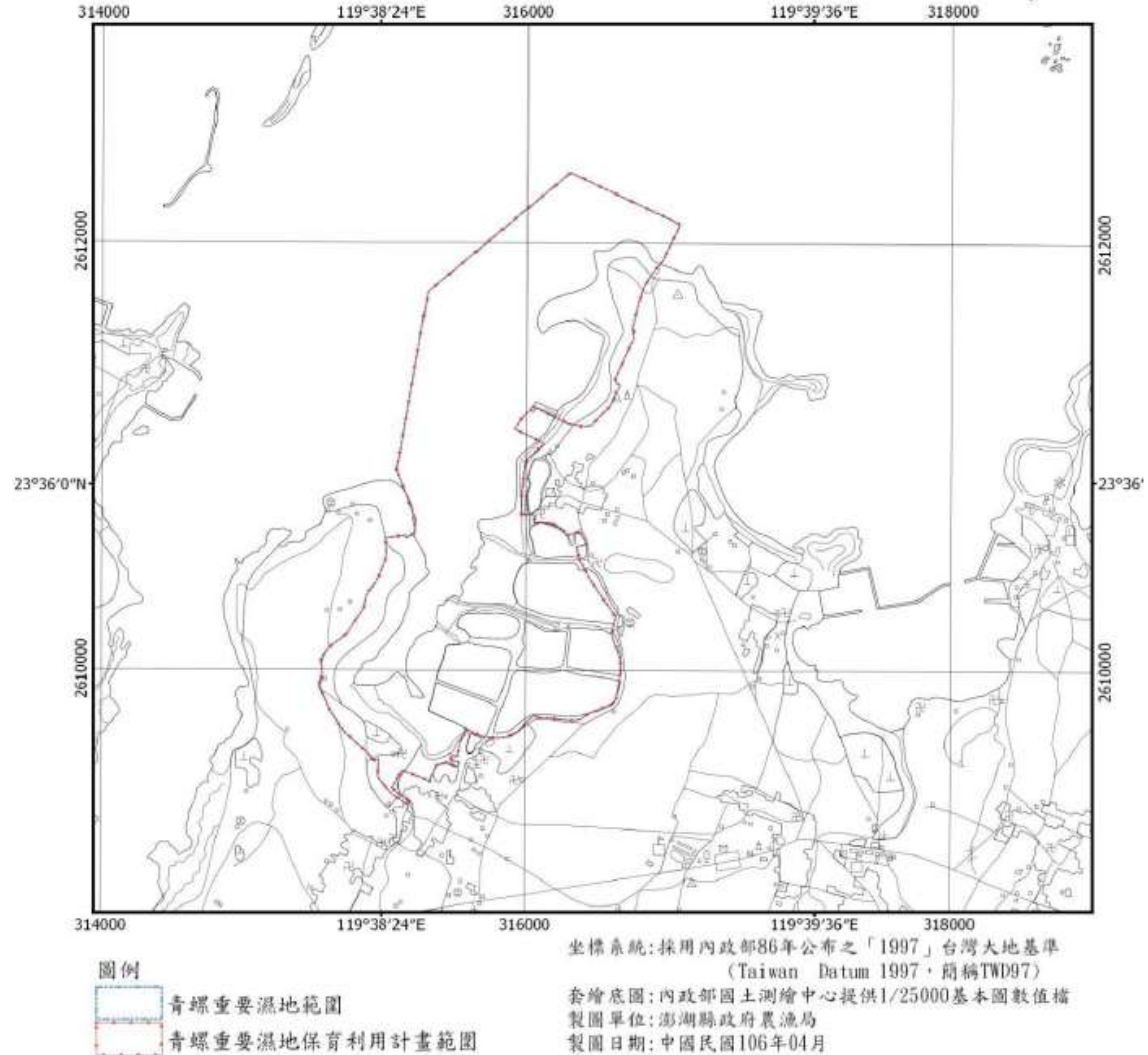 314000 119°38′24″E 316000 119°39′36″E 318000
2612000 2612000
23°36′0″N 23°36′
2610000 2610000
314000 119°38′24″E 316000 119°39′36″E 318000
坐標系統:採用內政部86年公布之「1997」台灣大地基準
(Taiwan Datum 1997，簡稱TWD97)
套繪底圖:內政部國土測繪中心提供1/25000基本圖數值檔
製圖單位:澎湖縣政府農漁局
製圖日期:中國民國106年04月
圖例
青螺重要濕地範圍
青螺重要濕地保育利用計畫範圍